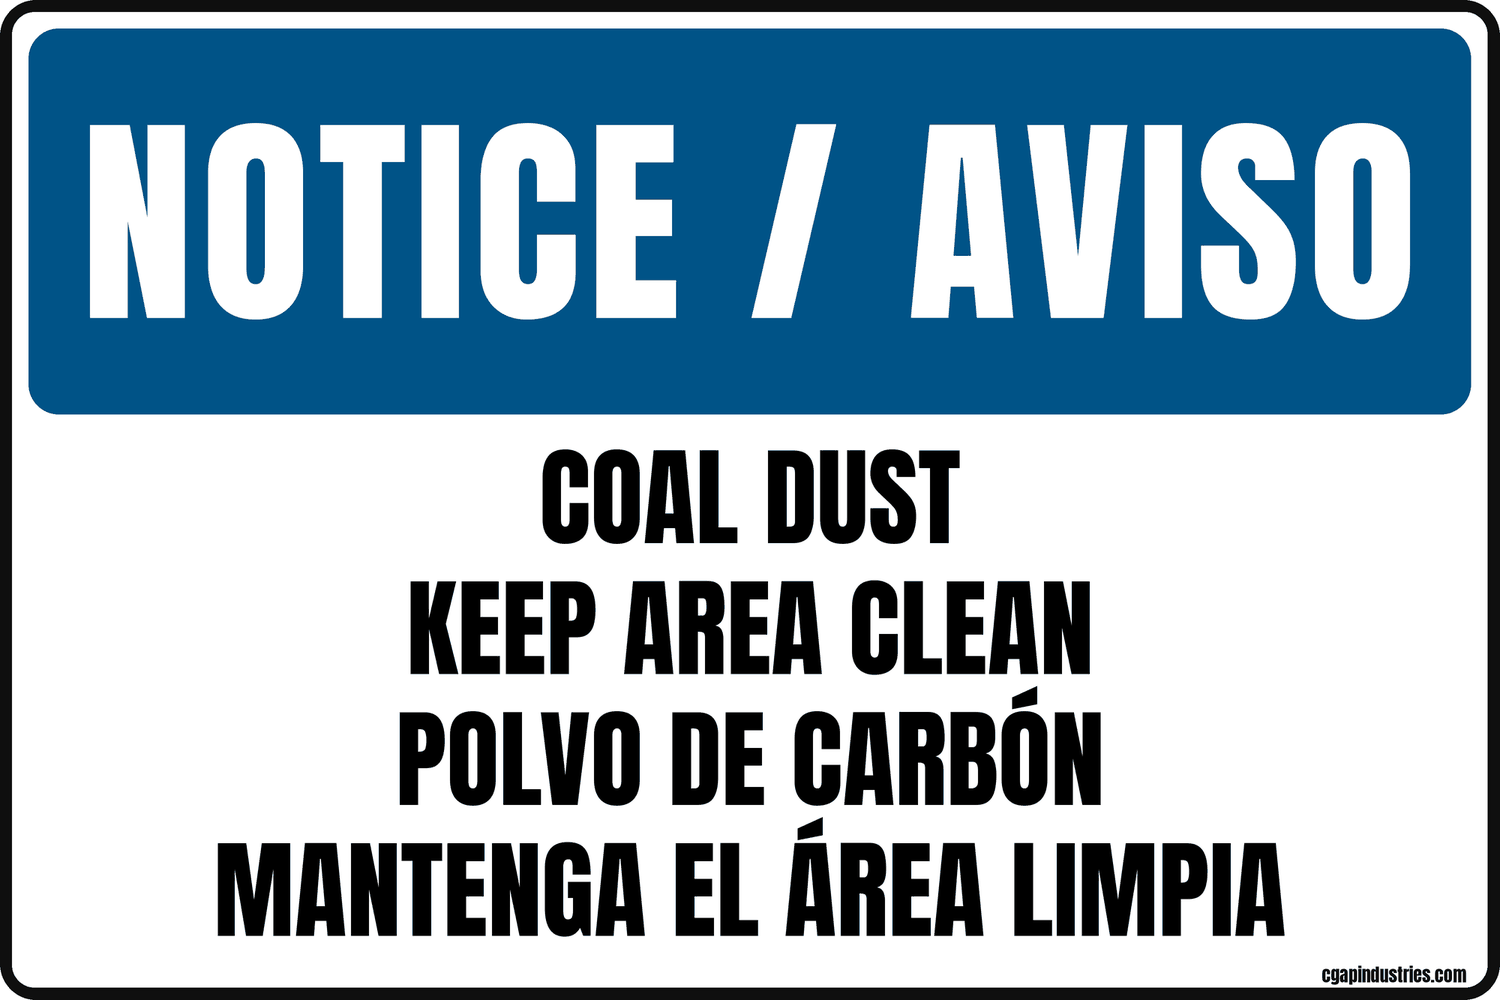 NOTICE / AVISO
COAL DUST
KEEP AREA CLEAN
POLVO DE CARBÓN
MANTENGA EL ÁREA LIMPIA
cgapindustries.com